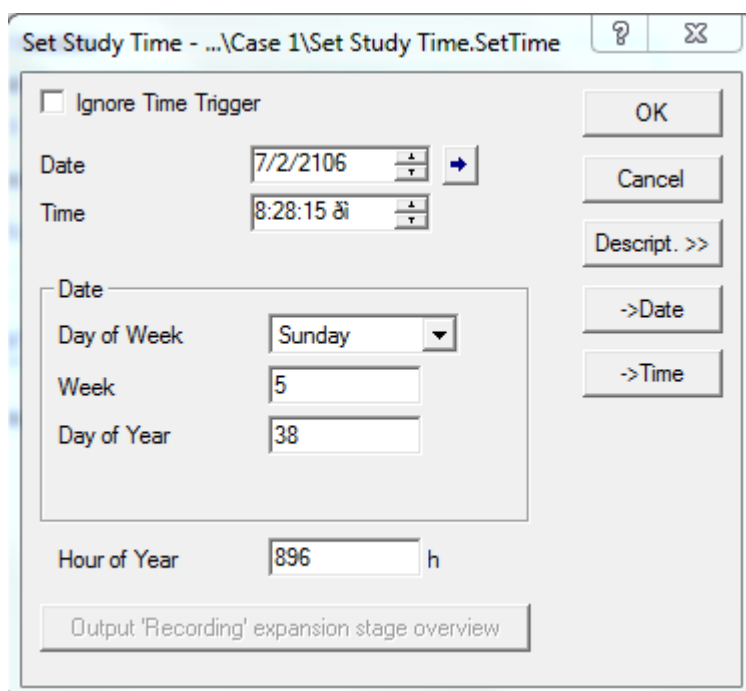 Set Study Time - ...\Case 1\Set Study Time.SetTime
Ignore Time Trigger
OK
Date 7/2/2106
Cancel
Time 8:28:15 ðì
Descript. >>
Date
->Date
Day of Week Sunday
->Time
Week 5
Day of Year 38
Hour of Year 896 h
Output 'Recording' expansion stage overview